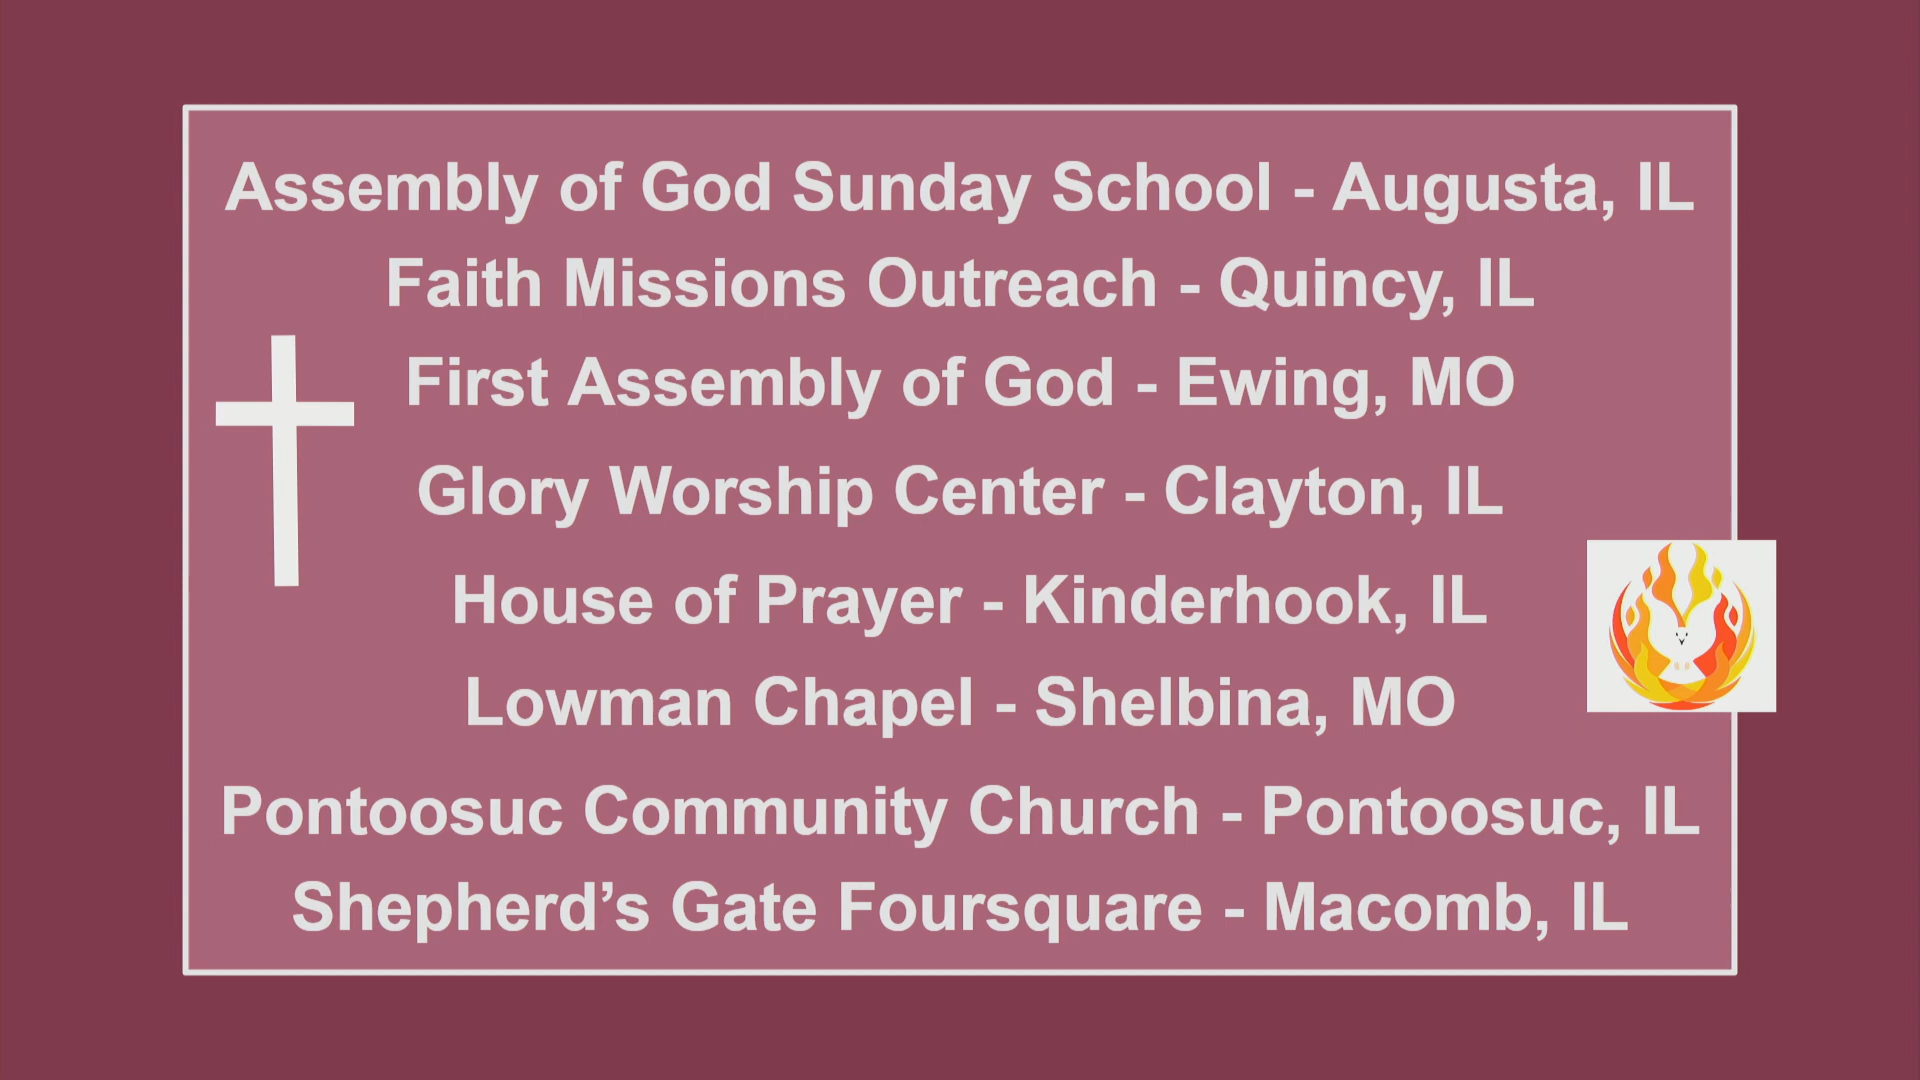 Assembly of God Sunday School - Augusta, IL
Faith Missions Outreach - Quincy, IL
First Assembly of God - Ewing, MO
Glory Worship Center - Clayton, IL
House of Prayer - Kinderhook, IL
Lowman Chapel - Shelbina, MO
Pontoosuc Community Church - Pontoosuc, IL
Shepherd’s Gate Foursquare - Macomb, IL